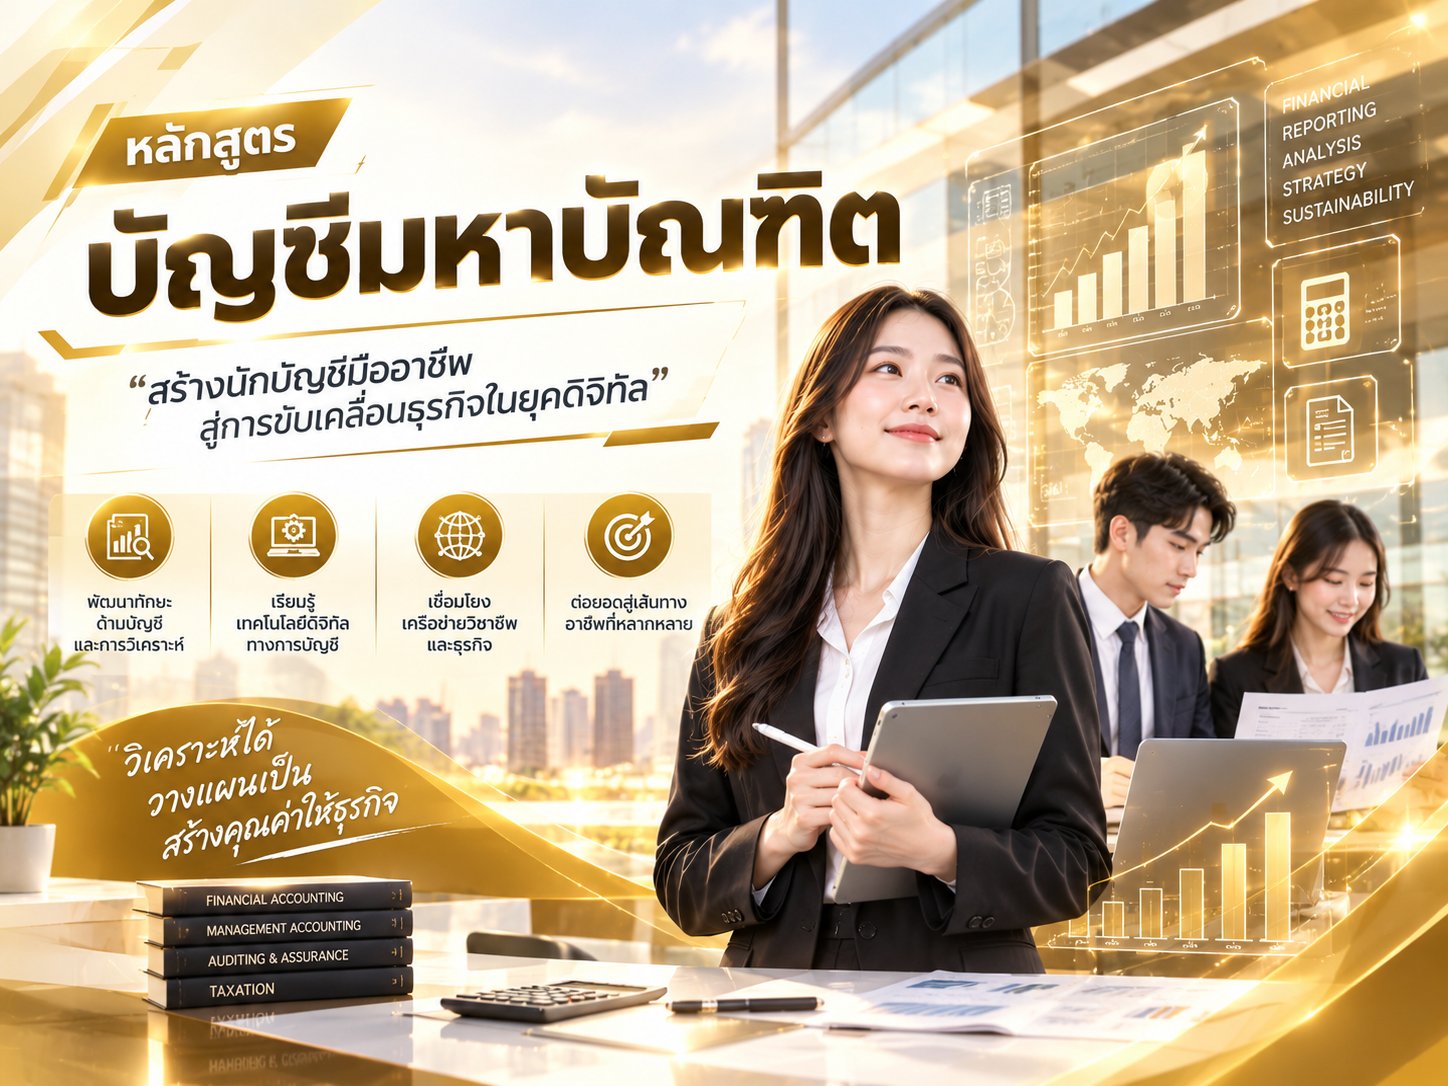 หลักสูตร
บัญชีมหาบัณฑิต
“สร้างนักบัญชีมืออาชีพ
สู่การขับเคลื่อนธุรกิจในยุคดิจิทัล”
พัฒนาทักษะ
ด้านบัญชี
และการวิเคราะห์
เรียนรู้
เทคโนโลยีดิจิทัล
ทางการบัญชี
เชื่อมโยง
เครือข่ายวิชาชีพ
และธุรกิจ
ต่อยอดสู่เส้นทาง
อาชีพที่หลากหลาย
“วิเคราะห์ได้
วางแผนเป็น
สร้างคุณค่าให้ธุรกิจ
FINANCIAL ACCOUNTING
MANAGEMENT ACCOUNTING
AUDITING & ASSURANCE
TAXATION
FINANCIAL
REPORTING
ANALYSIS
STRATEGY
SUSTAINABILITY